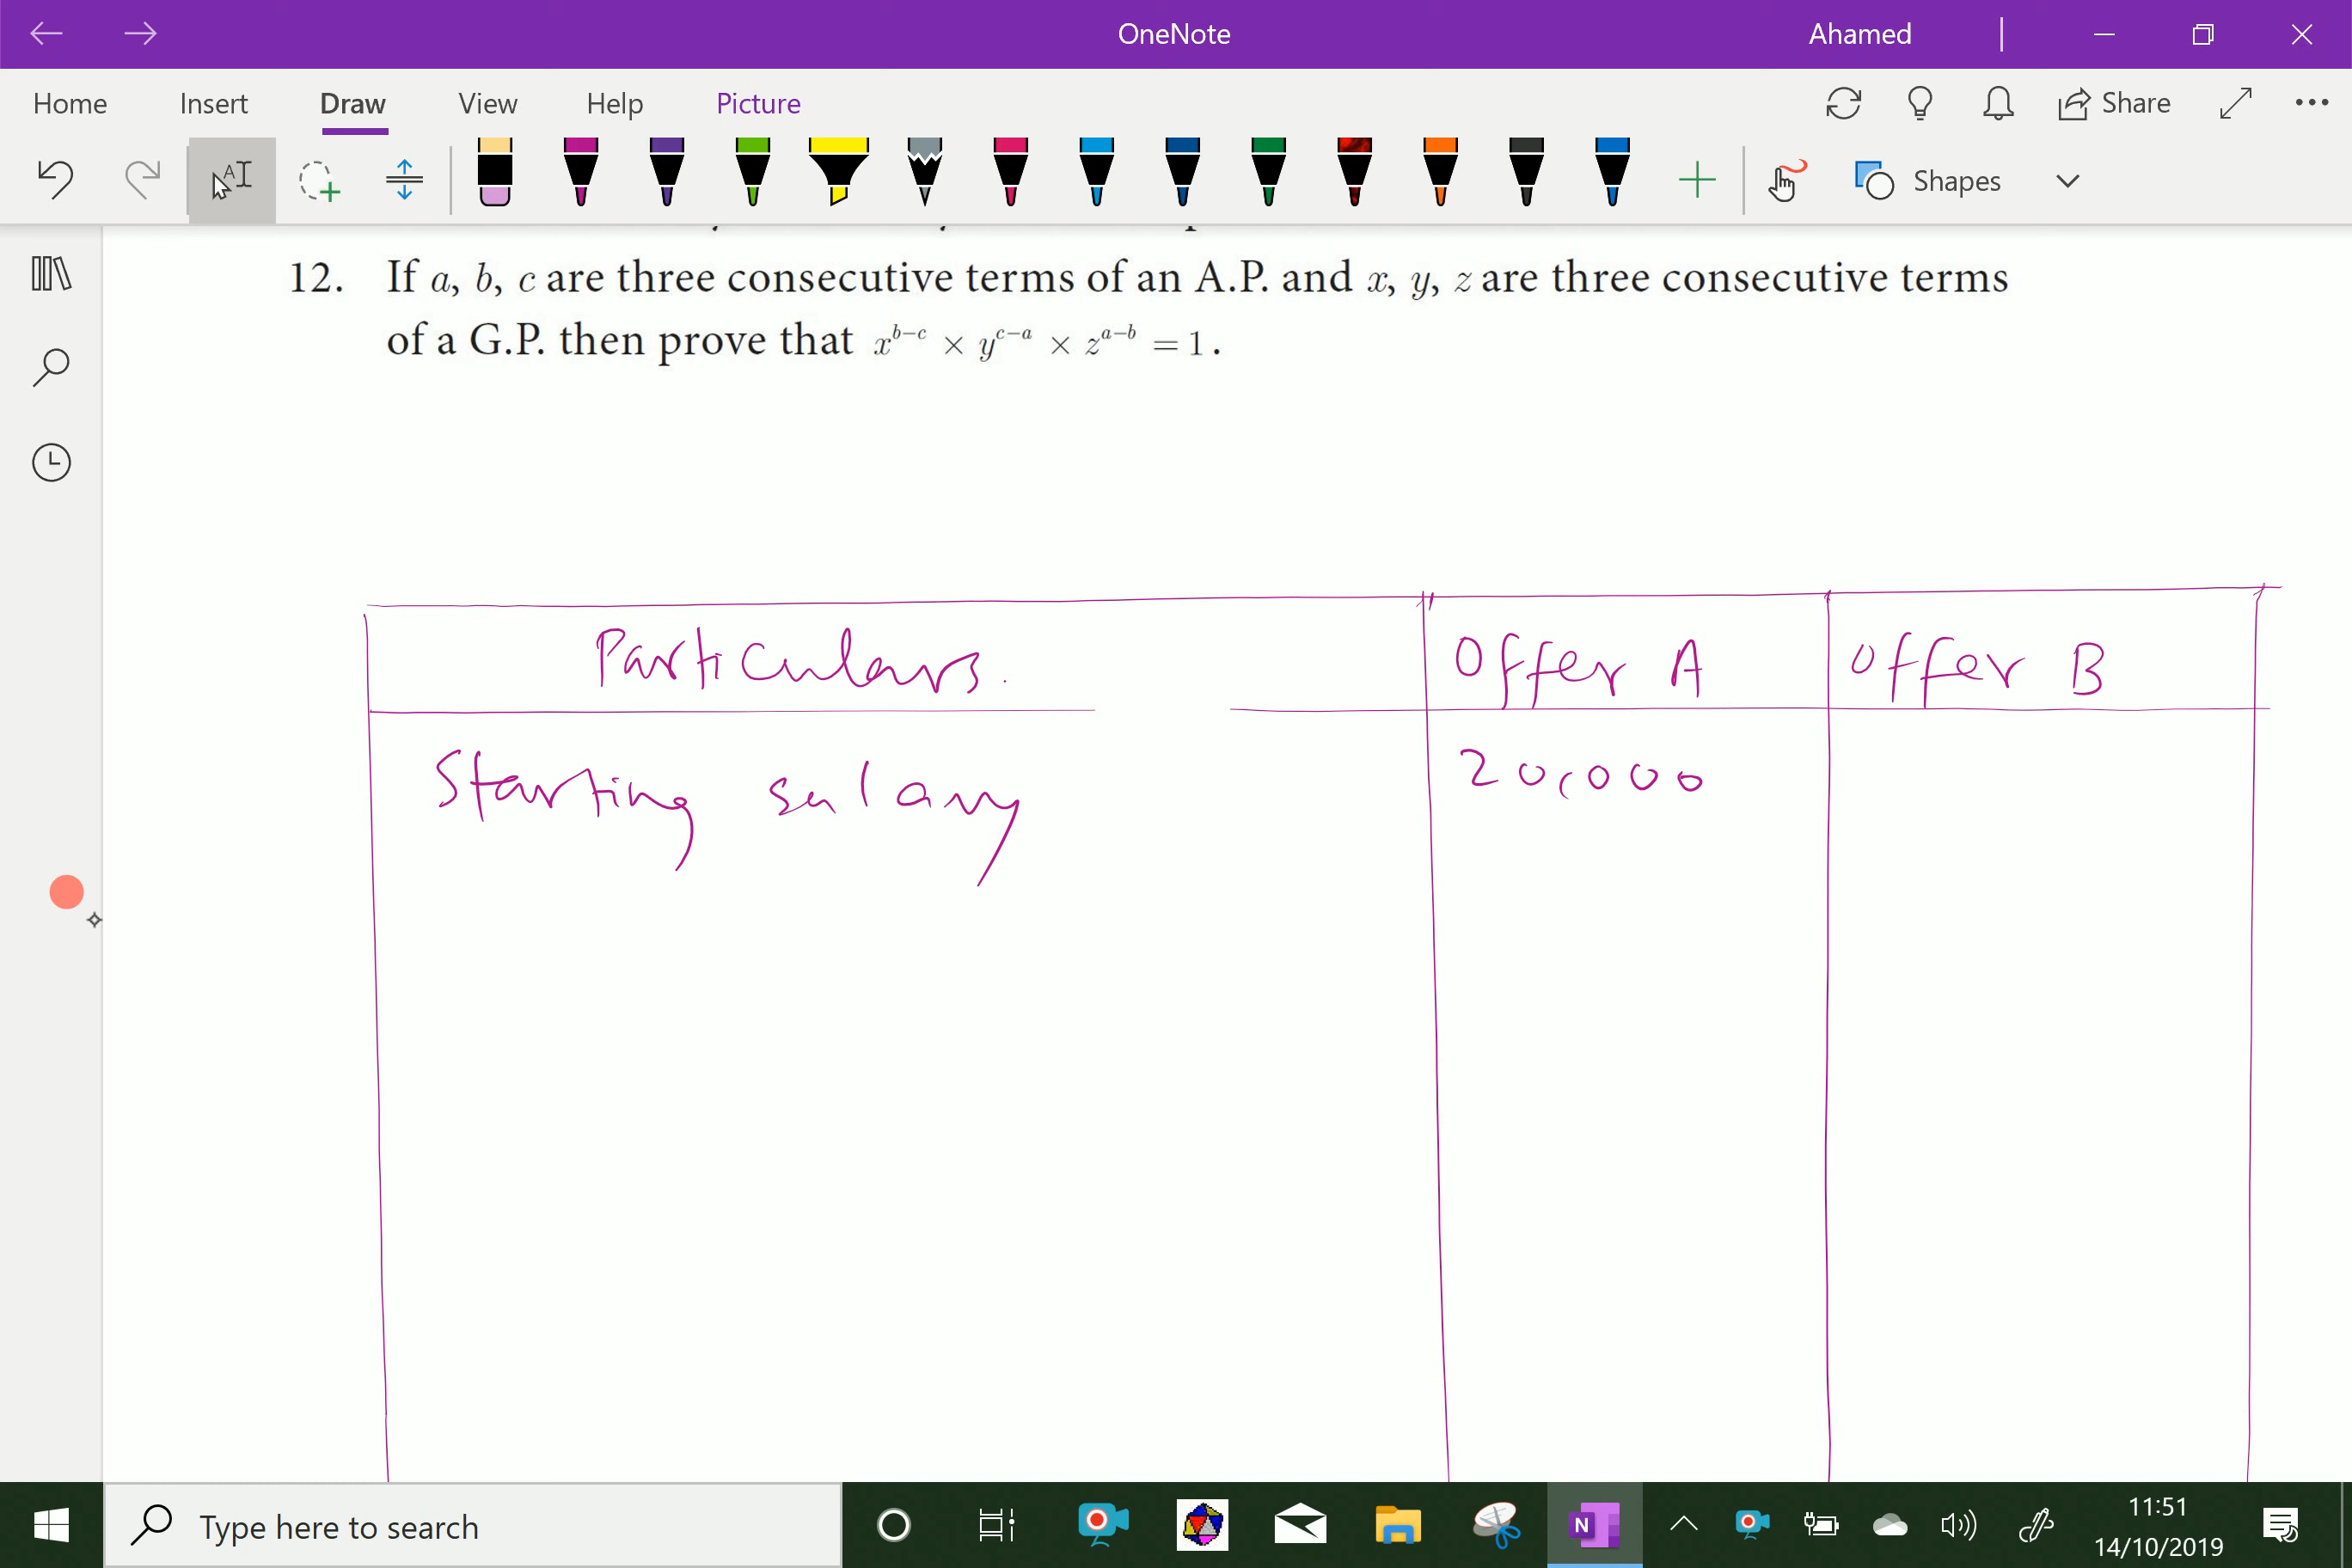 OneNote
Ahamed
Home Insert Draw View Help Picture
Share
Shapes
12. If a, b, c are three consecutive terms of an A.P. and x, y, z are three consecutive terms
of a G.P. then prove that x^{b−c} × y^{c−a} × z^{a−b} = 1.
Particulars. Offer A Offer B
Starting salary 20,000
Type here to search
N
11:51
14/10/2019